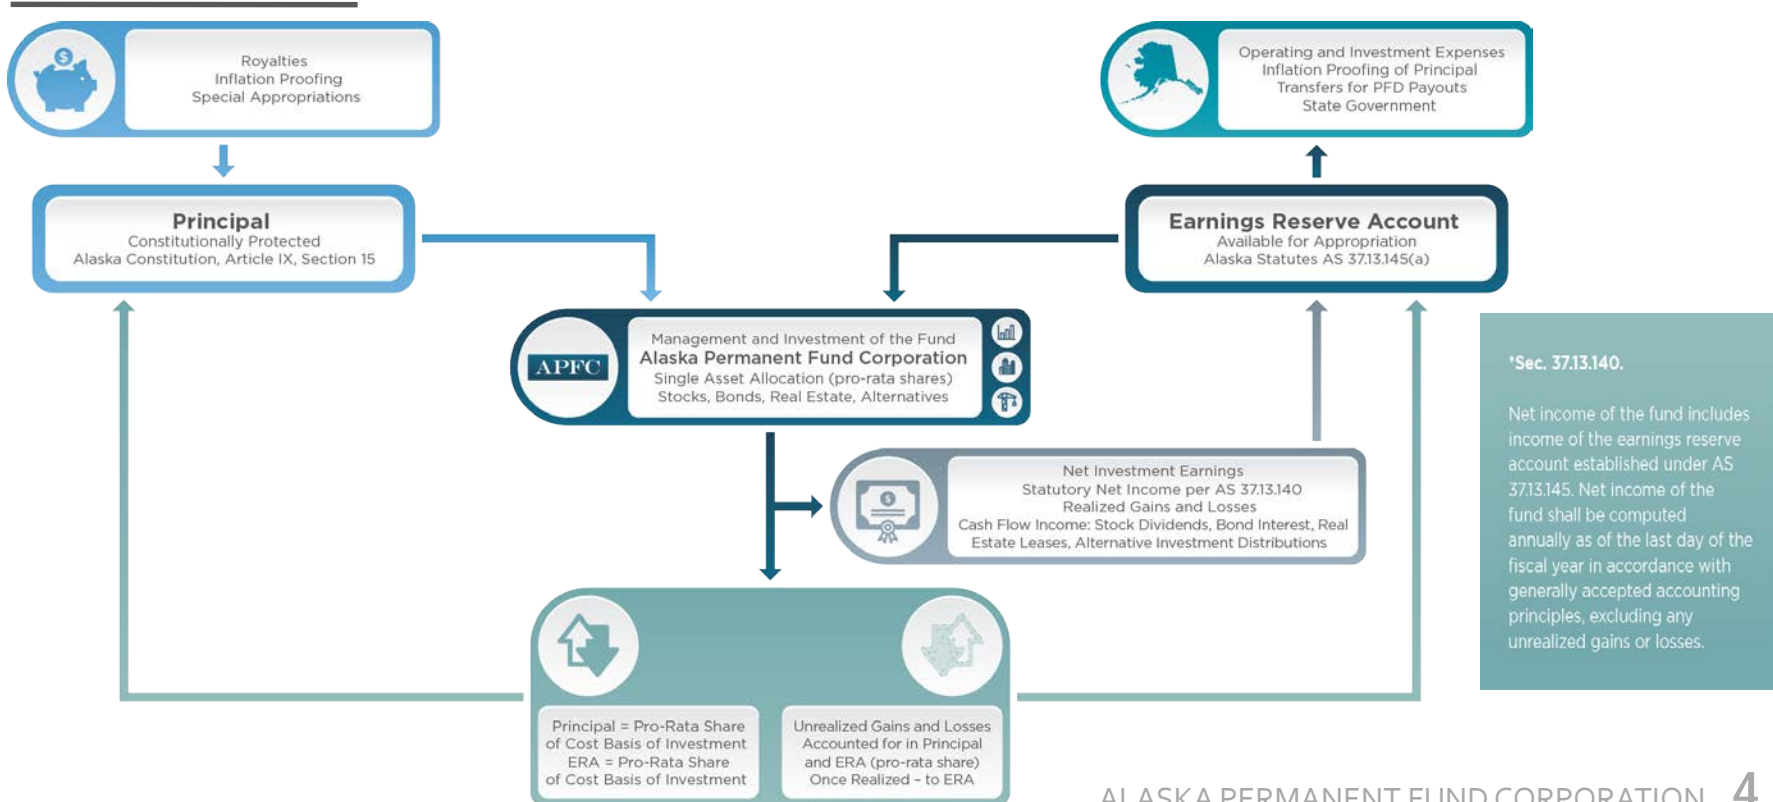 Royalties
Inflation Proofing
Special Appropriations
Operating and Investment Expenses
Inflation Proofing of Principal
Transfers for PFD Payouts
State Government
Principal
Constitutionally Protected
Alaska Constitution, Article IX, Section 15
Earnings Reserve Account
Available for Appropriation
Alaska Statutes AS 37.13.145(a)
APFC
Management and Investment of the Fund
Alaska Permanent Fund Corporation
Single Asset Allocation (pro-rata shares)
Stocks, Bonds, Real Estate, Alternatives
Net Investment Earnings
Statutory Net Income per AS 37.13.140
Realized Gains and Losses
Cash Flow Income: Stock Dividends, Bond Interest, Real
Estate Leases, Alternative Investment Distributions
*Sec. 37.13.140.
Net income of the fund includes
income of the earnings reserve
account established under AS
37.13.145. Net income of the
fund shall be computed
annually as of the last day of the
fiscal year in accordance with
generally accepted accounting
principles, excluding any
unrealized gains or losses.
Principal = Pro-Rata Share
of Cost Basis of Investment
ERA = Pro-Rata Share
of Cost Basis of Investment
Unrealized Gains and Losses
Accounted for in Principal
and ERA (pro-rata share)
Once Realized – to ERA
ALASKA PERMANENT FUND CORPORATION 4